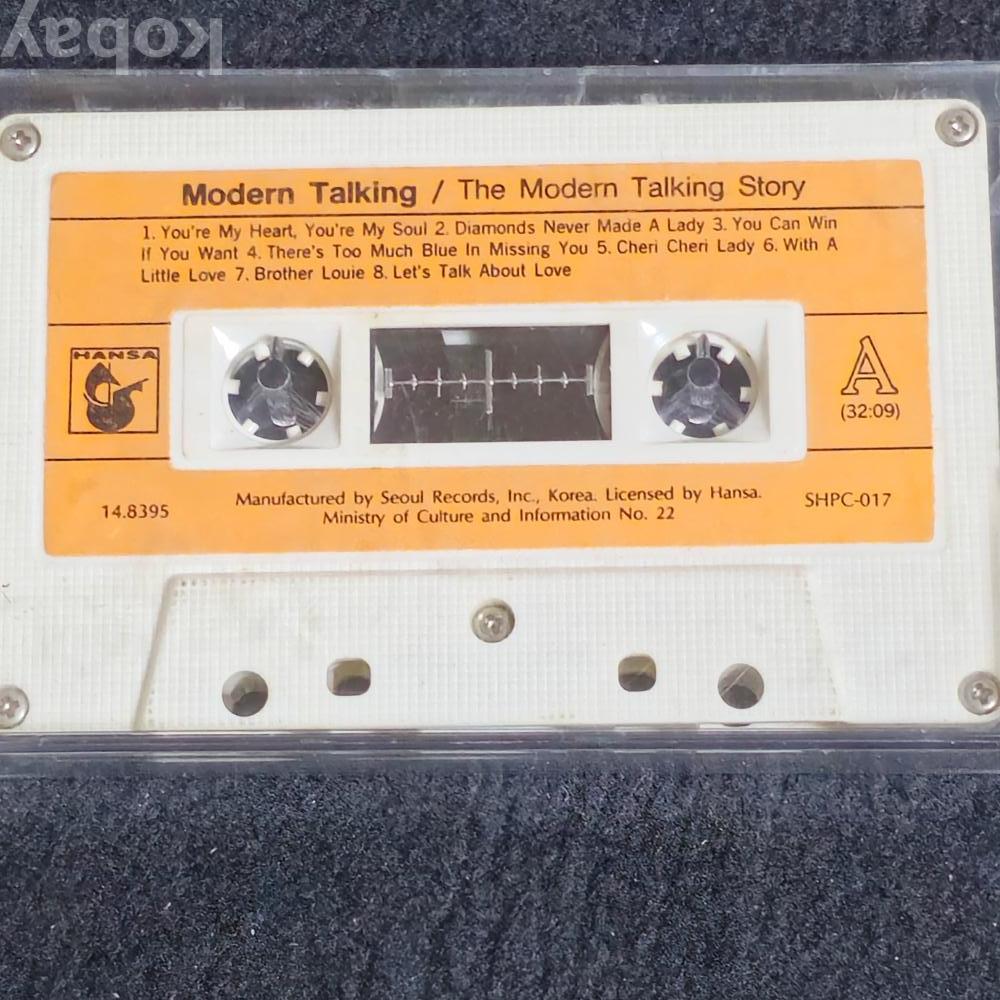 kobay
Modern Talking / The Modern Talking Story
1. You're My Heart, You're My Soul 2. Diamonds Never Made A Lady 3. You Can Win
If You Want 4. There's Too Much Blue In Missing You 5. Cheri Cheri Lady 6. With A
Little Love 7. Brother Louie 8. Let's Talk About Love
HANSA
A
(32:09)
14.8395
Manufactured by Seoul Records, Inc., Korea. Licensed by Hansa.
Ministry of Culture and Information No. 22
SHPC-017